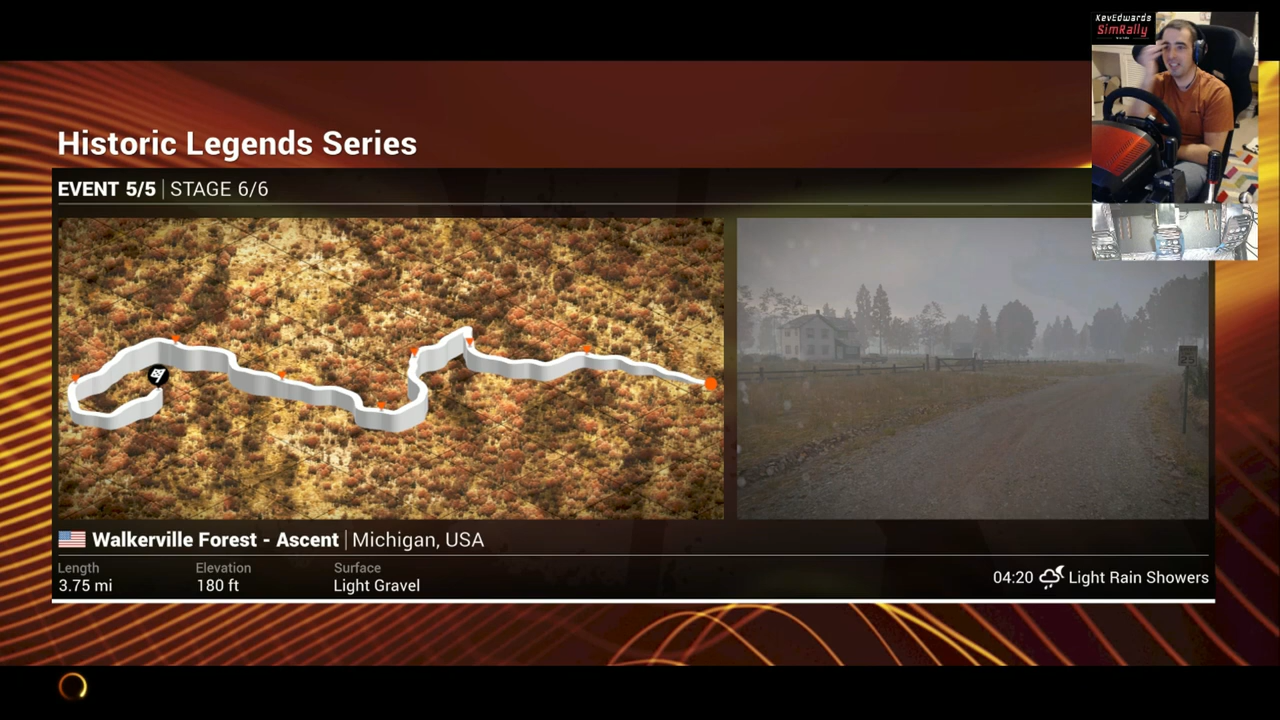 KevEdwards
SimRally
Historic Legends Series
EVENT 5/5 | STAGE 6/6
Walkerville Forest - Ascent | Michigan, USA
Length
3.75 mi
Elevation
180 ft
Surface
Light Gravel
04:20 Light Rain Showers